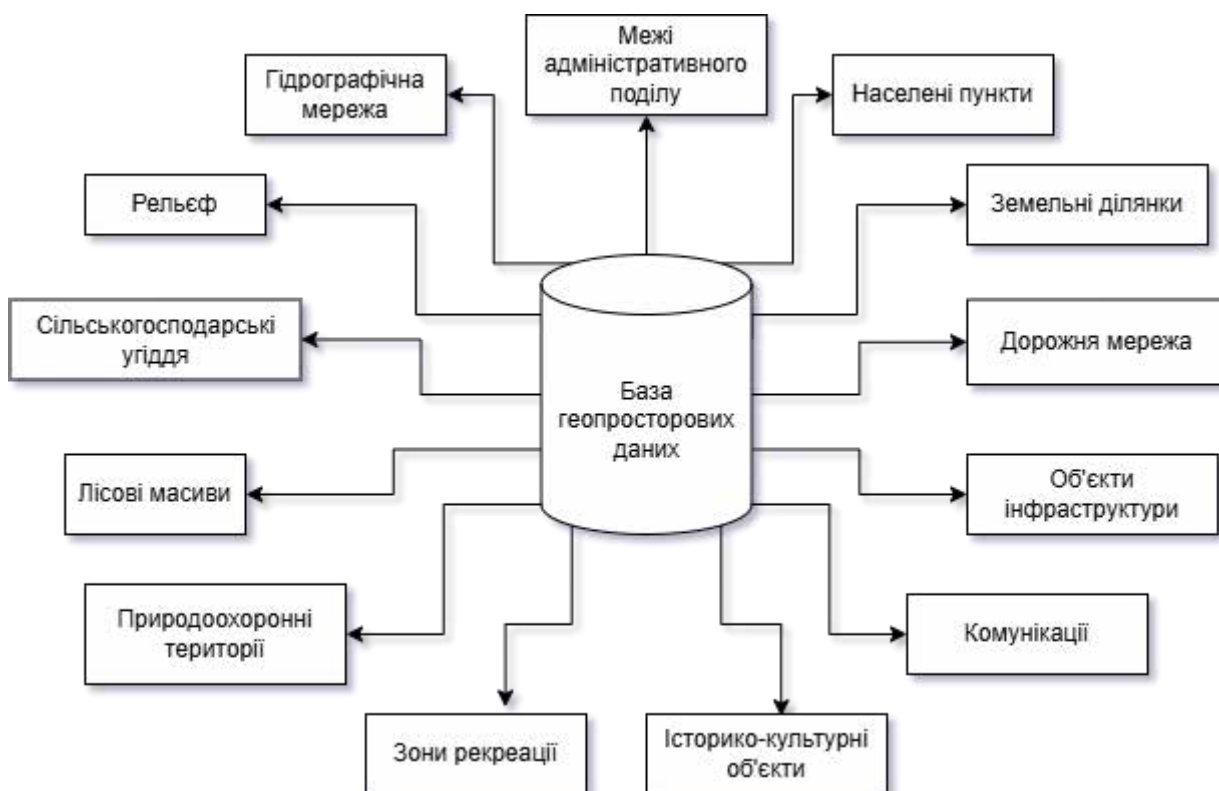 Межі
адміністративного
поділу
Гідрографічна
мережа
Населені пункти
Рельєф
Земельні ділянки
Сільськогосподарські
угіддя
Дорожня мережа
База
геопросторових
даних
Лісові масиви
Об'єкти
інфраструктури
Природоохоронні
території
Комунікації
Зони рекреації
Історико-культурні
об'єкти